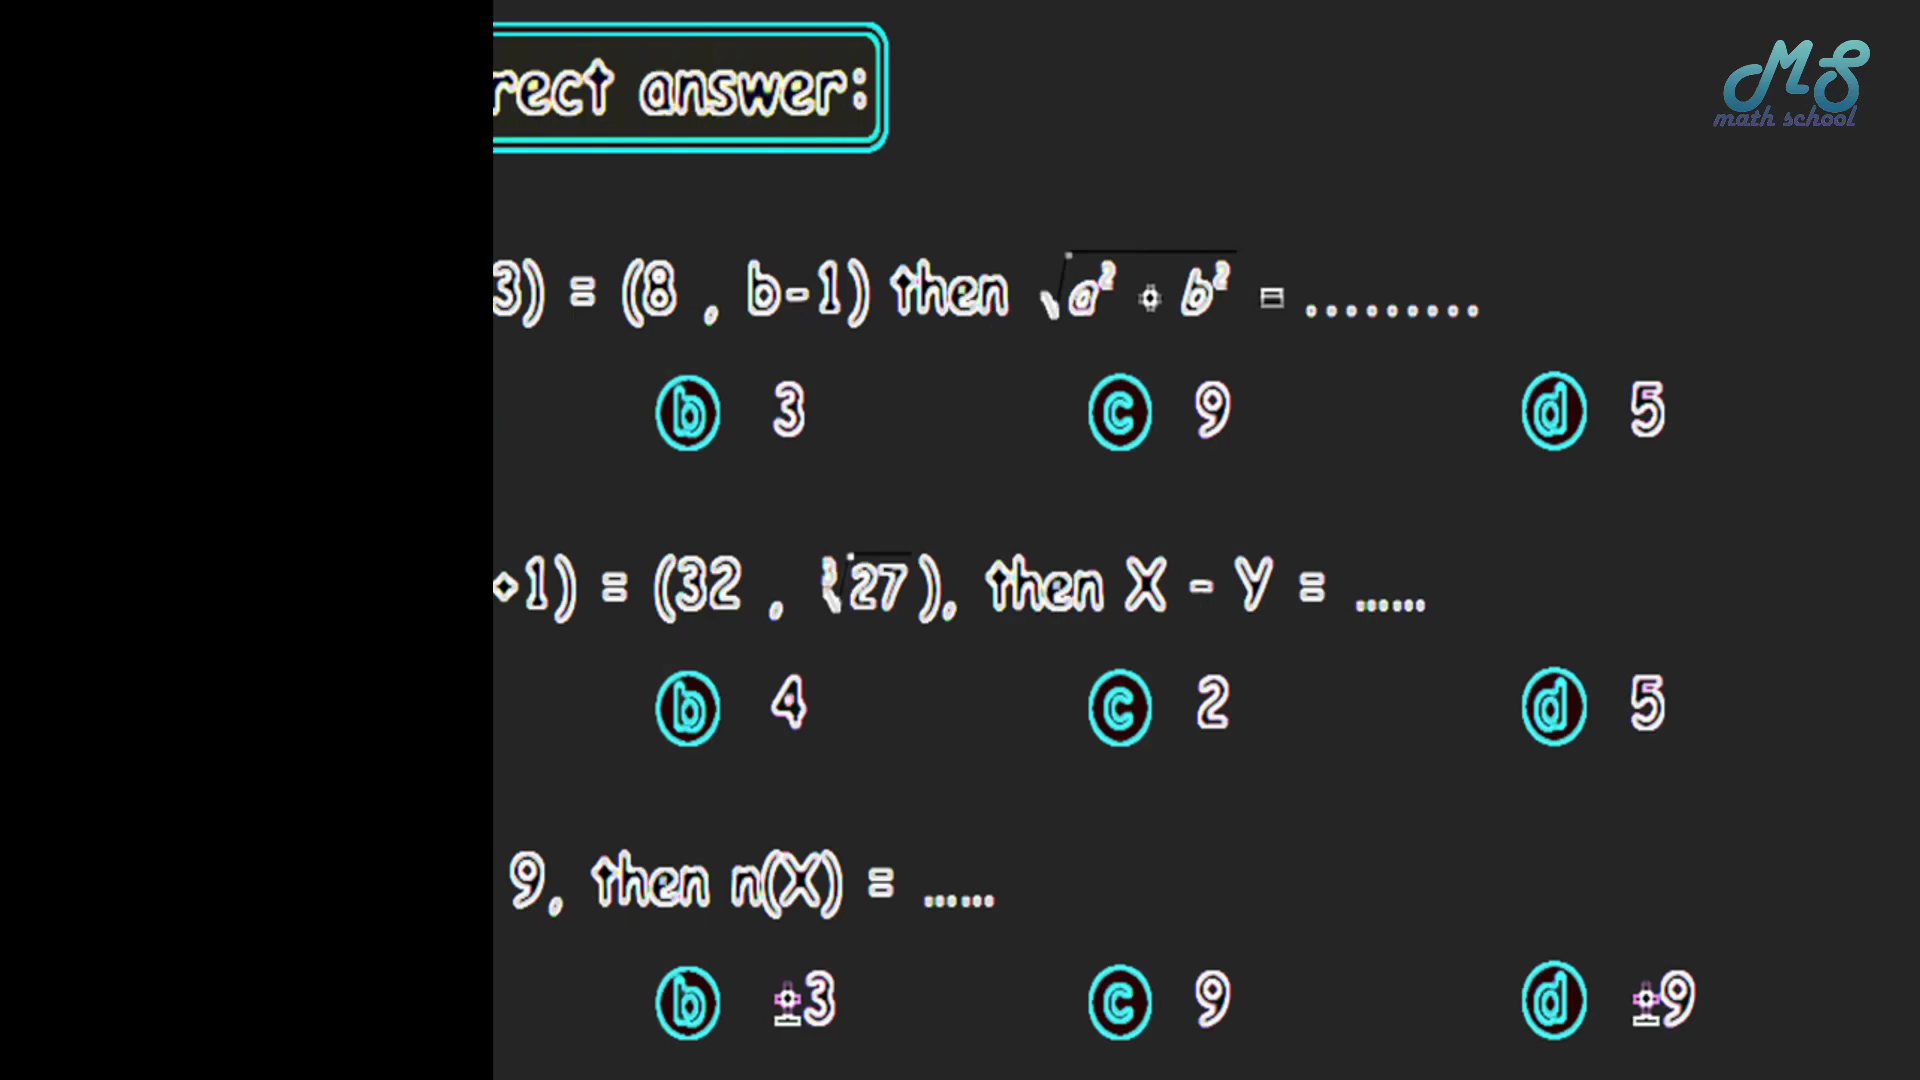 rect answer:
MS
math school
3) = (8 , b-1) then √a² + b² = .........
b 3 c 9 d 5
+1) = (32 , ∛27 ), then X - Y = ......
b 4 c 2 d 5
9, then n(X) = ......
b ±3 c 9 d ±9